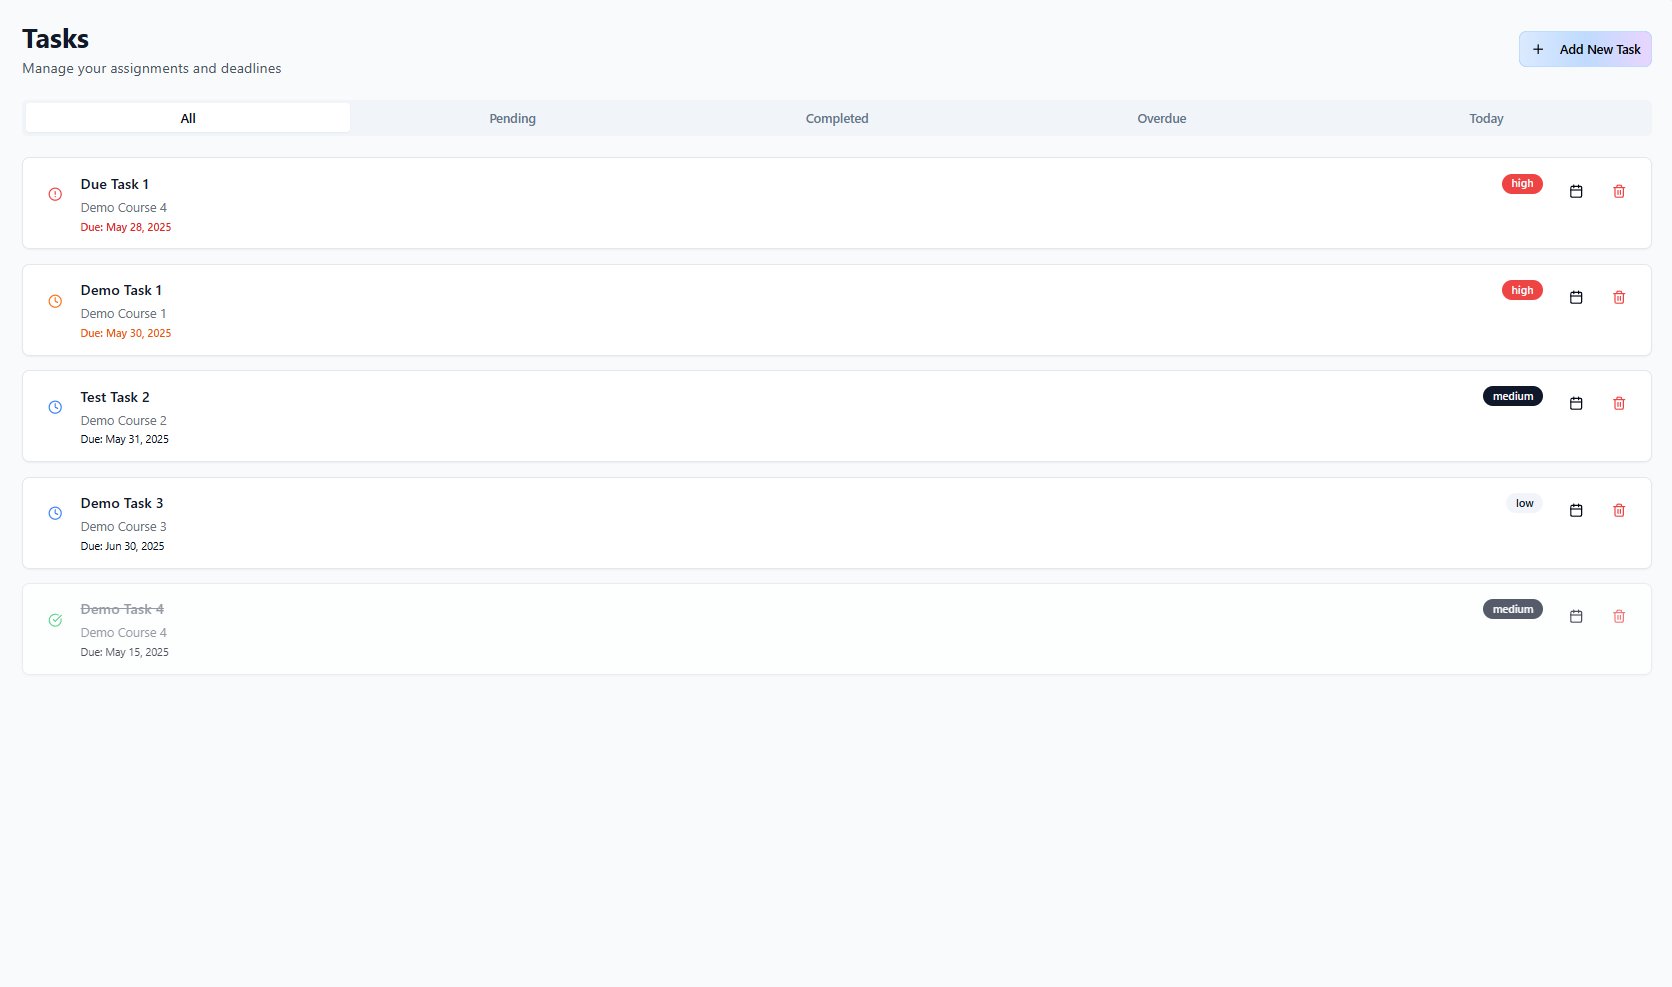 Tasks
Manage your assignments and deadlines
Add New Task
All
Pending
Completed
Overdue
Today
Due Task 1
high
Demo Course 4
Due: May 28, 2025
Demo Task 1
high
Demo Course 1
Due: May 30, 2025
Test Task 2
medium
Demo Course 2
Due: May 31, 2025
Demo Task 3
low
Demo Course 3
Due: Jun 30, 2025
Demo Task 4
medium
Demo Course 4
Due: May 15, 2025